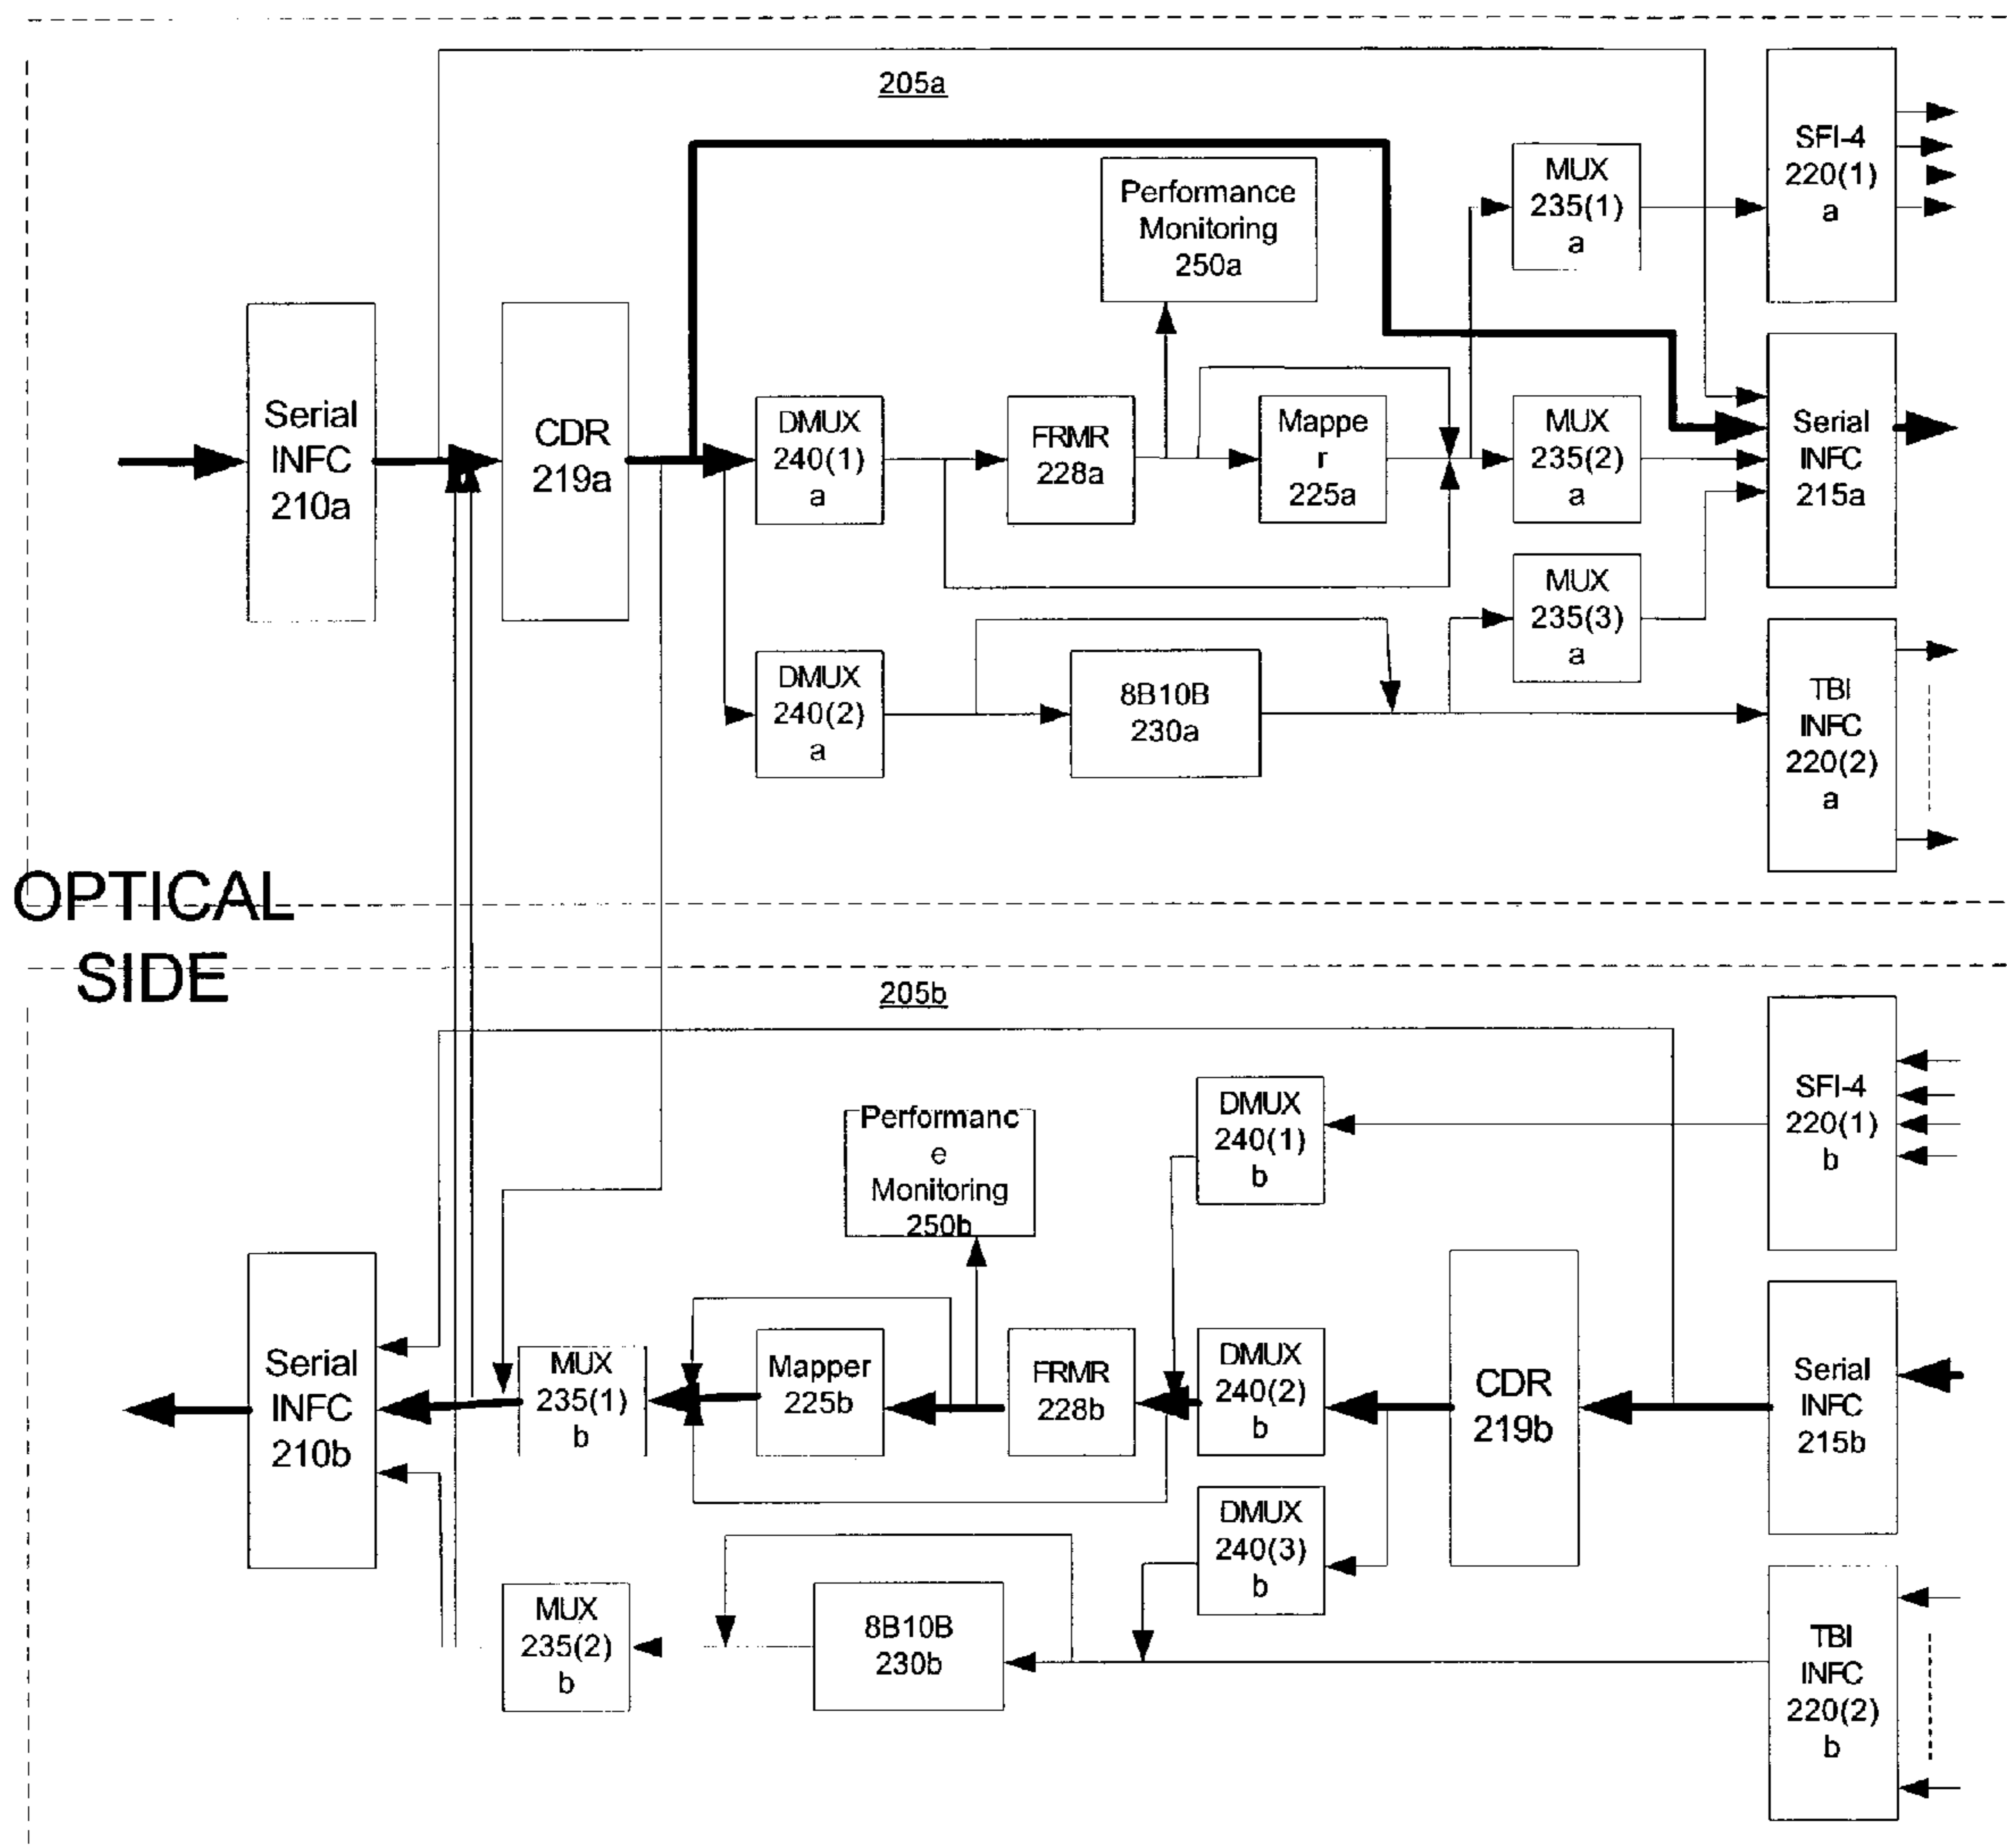 205a
SFI-4
220(1)
a
MUX
235(1)
a
Performance
Monitoring
250a
Serial
INFC
210a
CDR
219a
DMUX
240(1)
a
FRMR
228a
Mappe
r
225a
MUX
235(2)
a
Serial
INFC
215a
MUX
235(3)
a
DMUX
240(2)
a
8B10B
230a
TBI
INFC
220(2)
a
OPTICAL
SIDE
205b
SFI-4
220(1)
b
DMUX
240(1)
b
Performanc
e
Monitoring
250b
Serial
INFC
210b
MUX
235(1)
b
Mapper
225b
FRMR
228b
DMUX
240(2)
b
CDR
219b
Serial
INFC
215b
DMUX
240(3)
b
MUX
235(2)
b
8B10B
230b
TBI
INFC
220(2)
b